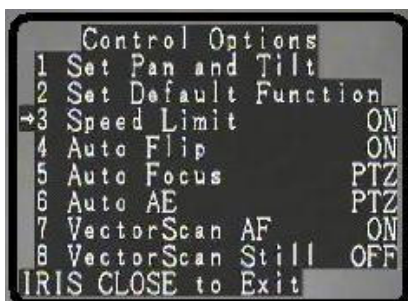 Control Options
1 Set Pan and Tilt
2 Set Default Function
⇒3 Speed Limit ON
4 Auto Flip ON
5 Auto Focus PTZ
6 Auto AE PTZ
7 VectorScan AF ON
8 VectorScan Still OFF
IRIS CLOSE to Exit